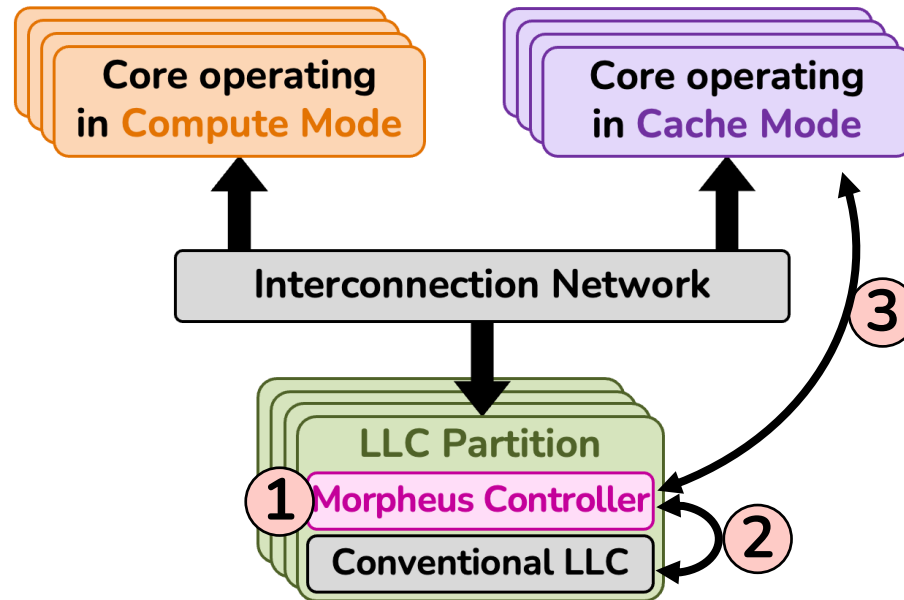 Core operating
in Compute Mode
Core operating
in Cache Mode
Interconnection Network
3
LLC Partition
1
Morpheus Controller
2
Conventional LLC